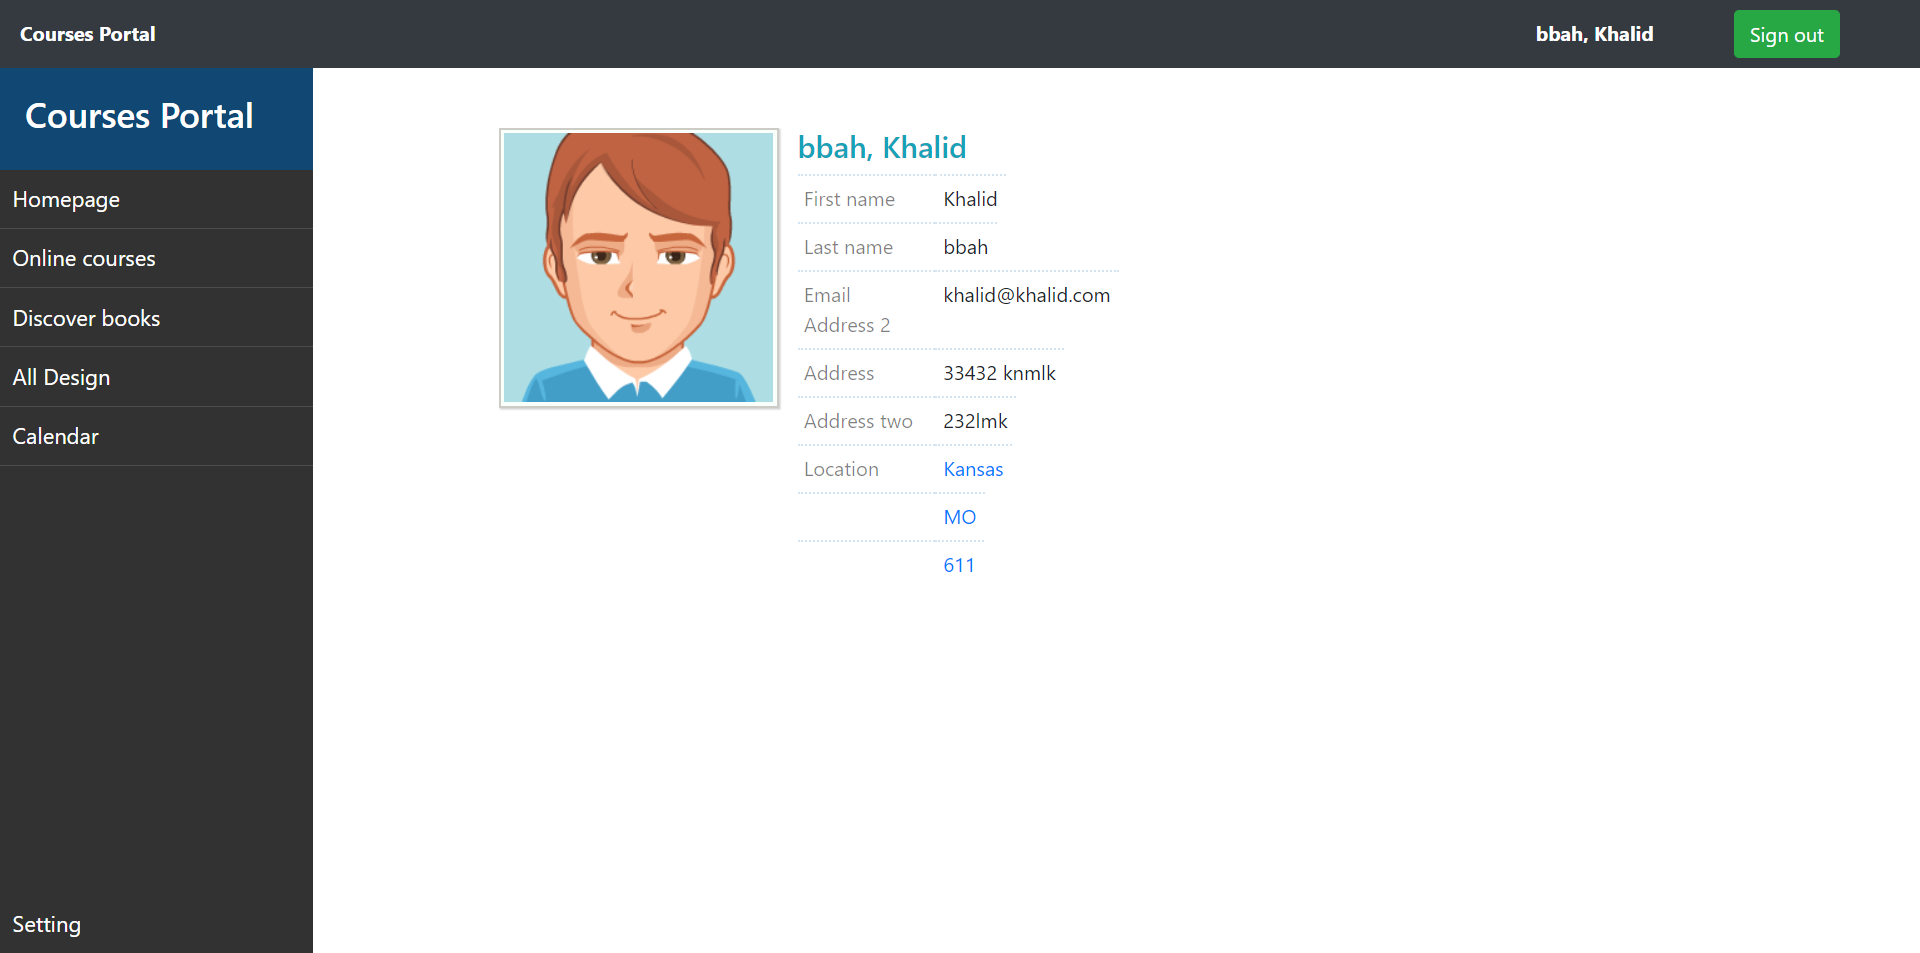 Courses Portal
bbah, Khalid
Sign out
Courses Portal
Homepage
Online courses
Discover books
All Design
Calendar
Setting
bbah, Khalid
First name Khalid
Last name bbah
Email khalid@khalid.com
Address 2
Address 33432 knmlk
Address two 232lmk
Location Kansas
MO
611